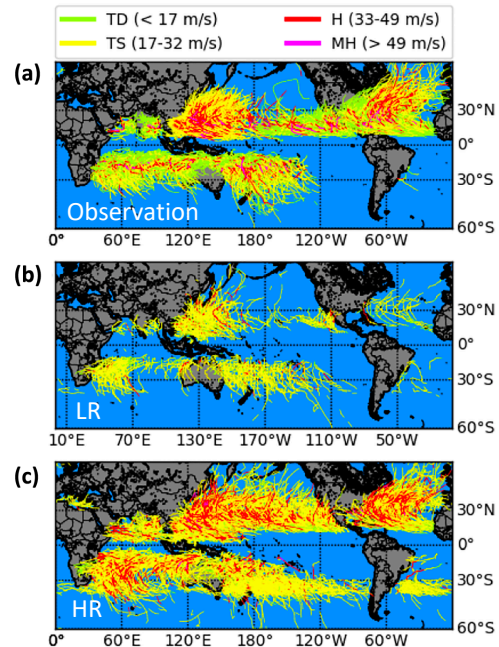 TD (< 17 m/s) H (33-49 m/s)
TS (17-32 m/s) MH (> 49 m/s)
(a)
30°N
0°
30°S
Observation
60°S
0° 60°E 120°E 180° 120°W 60°W
(b)
30°N
0°
30°S
LR
60°S
10°E 70°E 130°E 170°W 110°W 50°W
(c)
30°N
0°
30°S
HR
60°S
0° 60°E 120°E 180° 120°W 60°W